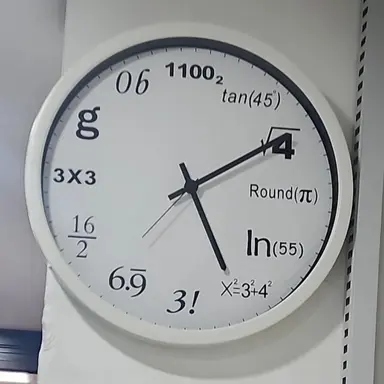 1100₂
tan(45°)
√4
Round(π)
ln(55)
X²=3²+4²
3!
6.9̅
16
2
3X3
g
06